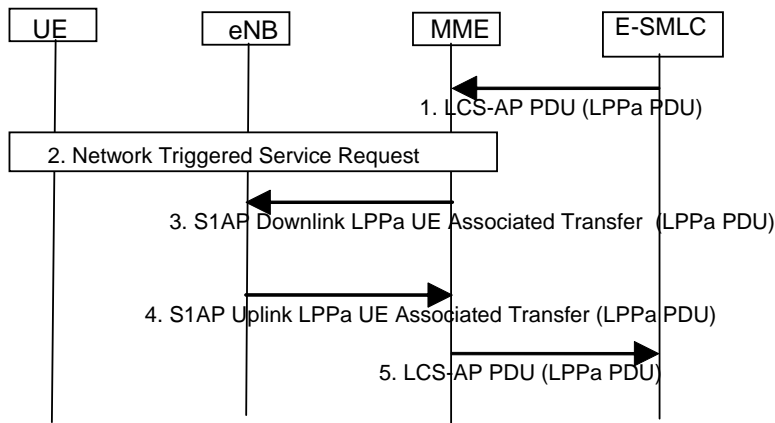 UE
eNB
MME
E-SMLC
1. LCS-AP PDU (LPPa PDU)
2. Network Triggered Service Request
3. S1AP Downlink LPPa UE Associated Transfer (LPPa PDU)
4. S1AP Uplink LPPa UE Associated Transfer (LPPa PDU)
5. LCS-AP PDU (LPPa PDU)